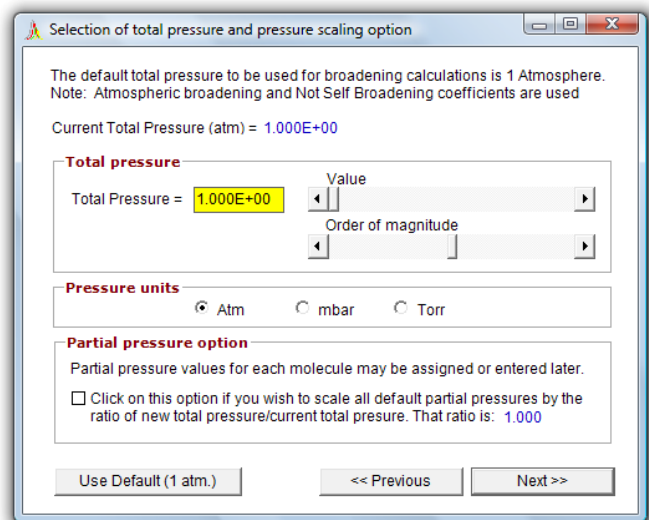 Selection of total pressure and pressure scaling option
The default total pressure to be used for broadening calculations is 1 Atmosphere.
Note: Atmospheric broadening and Not Self Broadening coefficients are used
Current Total Pressure (atm) = 1.000E+00
Total pressure
Value
Total Pressure = 1.000E+00
Order of magnitude
Pressure units
Atm mbar Torr
Partial pressure option
Partial pressure values for each molecule may be assigned or entered later.
Click on this option if you wish to scale all default partial pressures by the
ratio of new total pressure/current total presure. That ratio is: 1.000
Use Default (1 atm.) << Previous Next >>